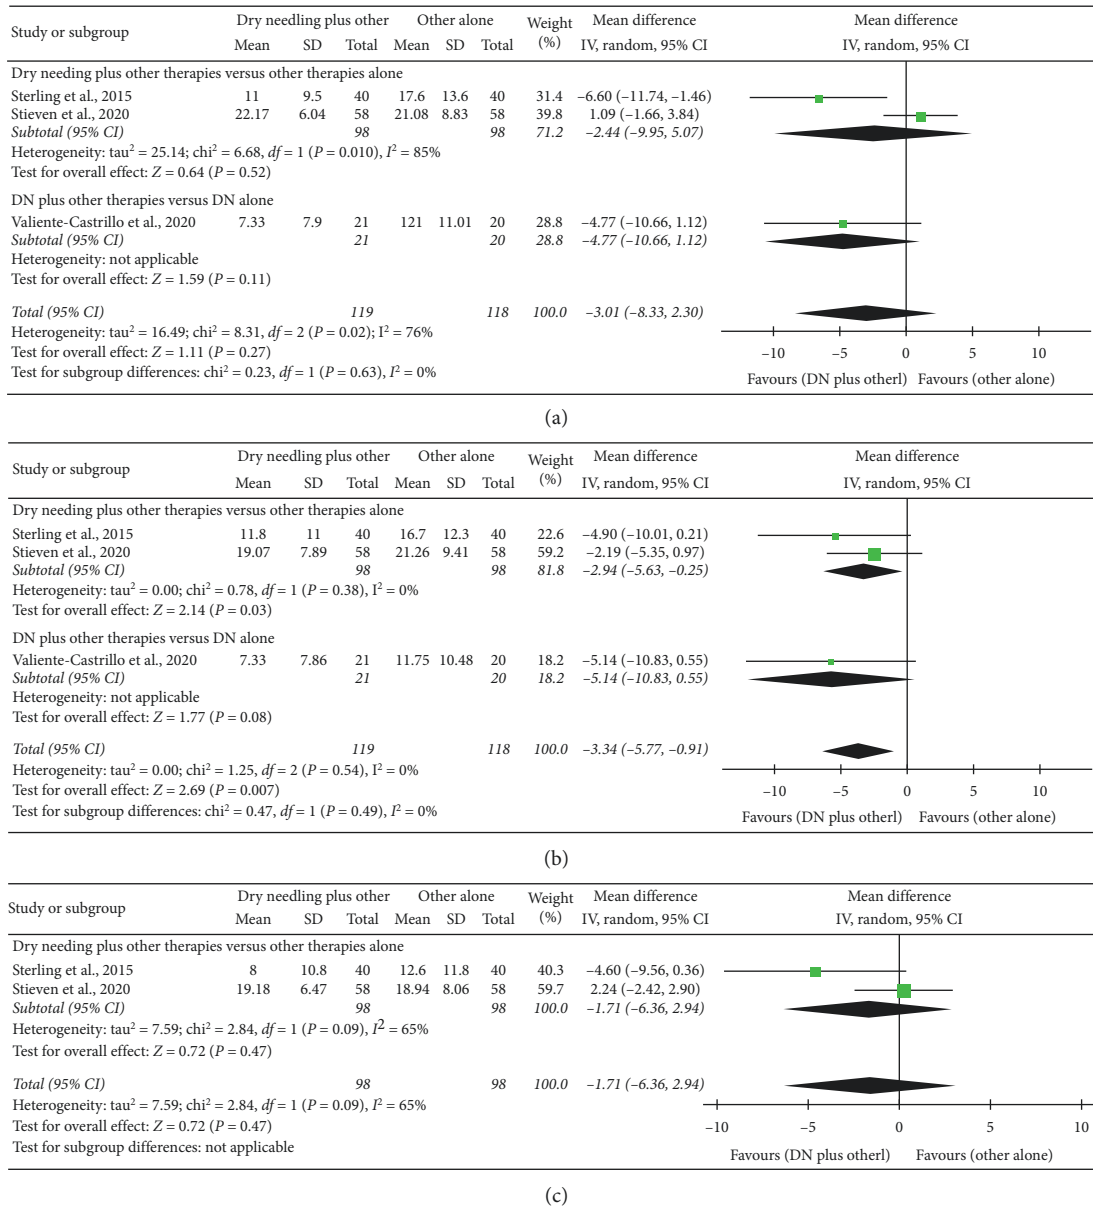 Study or subgroup Dry needling plus other Other alone Weight (%) Mean difference Mean difference
Mean SD Total Mean SD Total IV, random, 95% CI IV, random, 95% CI
Dry needing plus other therapies versus other therapies alone
Sterling et al., 2015 11 9.5 40 17.6 13.6 40 31.4 –6.60 (–11.74, –1.46)
Stieven et al., 2020 22.17 6.04 58 21.08 8.83 58 39.8 1.09 (–1.66, 3.84)
Subtotal (95% CI) 98 98 71.2 –2.44 (–9.95, 5.07)
Heterogeneity: tau² = 25.14; chi² = 6.68, df = 1 (P = 0.010), I² = 85%
Test for overall effect: Z = 0.64 (P = 0.52)
DN plus other therapies versus DN alone
Valiente-Castrillo et al., 2020 7.33 7.9 21 121 11.01 20 28.8 –4.77 (–10.66, 1.12)
Subtotal (95% CI) 21 20 28.8 –4.77 (–10.66, 1.12)
Heterogeneity: not applicable
Test for overall effect: Z = 1.59 (P = 0.11)
Total (95% CI) 119 118 100.0 –3.01 (–8.33, 2.30)
Heterogeneity: tau² = 16.49; chi² = 8.31, df = 2 (P = 0.02); I² = 76%
Test for overall effect: Z = 1.11 (P = 0.27)
Test for subgroup differences: chi² = 0.23, df = 1 (P = 0.63), I² = 0%
–10 –5 0 5 10
Favours (DN plus otherl) Favours (other alone)
(a)
Study or subgroup Dry needling plus other Other alone Weight (%) Mean difference Mean difference
Mean SD Total Mean SD Total IV, random, 95% CI IV, random, 95% CI
Dry needing plus other therapies versus other therapies alone
Sterling et al., 2015 11.8 11 40 16.7 12.3 40 22.6 –4.90 (–10.01, 0.21)
Stieven et al., 2020 19.07 7.89 58 21.26 9.41 58 59.2 –2.19 (–5.35, 0.97)
Subtotal (95% CI) 98 98 81.8 –2.94 (–5.63, –0.25)
Heterogeneity: tau² = 0.00; chi² = 0.78, df = 1 (P = 0.38), I² = 0%
Test for overall effect: Z = 2.14 (P = 0.03)
DN plus other therapies versus DN alone
Valiente-Castrillo et al., 2020 7.33 7.86 21 11.75 10.48 20 18.2 –5.14 (–10.83, 0.55)
Subtotal (95% CI) 21 20 18.2 –5.14 (–10.83, 0.55)
Heterogeneity: not applicable
Test for overall effect: Z = 1.77 (P = 0.08)
Total (95% CI) 119 118 100.0 –3.34 (–5.77, –0.91)
Heterogeneity: tau² = 0.00; chi² = 1.25, df = 2 (P = 0.54), I² = 0%
Test for overall effect: Z = 2.69 (P = 0.007)
Test for subgroup differences: chi² = 0.47, df = 1 (P = 0.49), I² = 0%
–10 –5 0 5 10
Favours (DN plus otherl) Favours (other alone)
(b)
Study or subgroup Dry needling plus other Other alone Weight (%) Mean difference Mean difference
Mean SD Total Mean SD Total IV, random, 95% CI IV, random, 95% CI
Dry needing plus other therapies versus other therapies alone
Sterling et al., 2015 8 10.8 40 12.6 11.8 40 40.3 –4.60 (–9.56, 0.36)
Stieven et al., 2020 19.18 6.47 58 18.94 8.06 58 59.7 2.24 (–2.42, 2.90)
Subtotal (95% CI) 98 98 100.0 –1.71 (–6.36, 2.94)
Heterogeneity: tau² = 7.59; chi² = 2.84, df = 1 (P = 0.09), I² = 65%
Test for overall effect: Z = 0.72 (P = 0.47)
Total (95% CI) 98 98 100.0 –1.71 (–6.36, 2.94)
Heterogeneity: tau² = 7.59; chi² = 2.84, df = 1 (P = 0.09), I² = 65%
Test for overall effect: Z = 0.72 (P = 0.47)
Test for subgroup differences: not applicable
–10 –5 0 5 10
Favours (DN plus otherl) Favours (other alone)
(c)